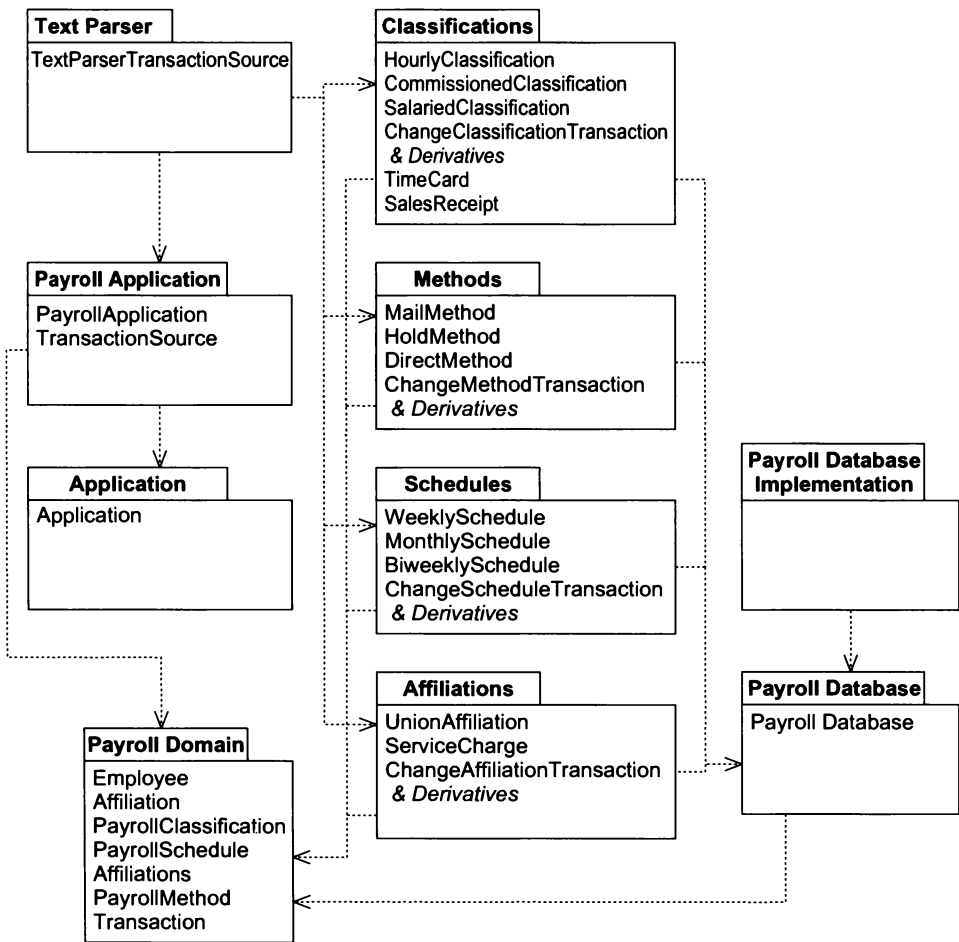 Text Parser
TextParserTransactionSource
Classifications
HourlyClassification
CommissionedClassification
SalariedClassification
ChangeClassificationTransaction
& Derivatives
TimeCard
SalesReceipt
Payroll Application
PayrollApplication
TransactionSource
Methods
MailMethod
HoldMethod
DirectMethod
ChangeMethodTransaction
& Derivatives
Application
Application
Schedules
WeeklySchedule
MonthlySchedule
BiweeklySchedule
ChangeScheduleTransaction
& Derivatives
Payroll Database
Implementation
Affiliations
UnionAffiliation
ServiceCharge
ChangeAffiliationTransaction
& Derivatives
Payroll Database
Payroll Database
Payroll Domain
Employee
Affiliation
PayrollClassification
PayrollSchedule
Affiliations
PayrollMethod
Transaction